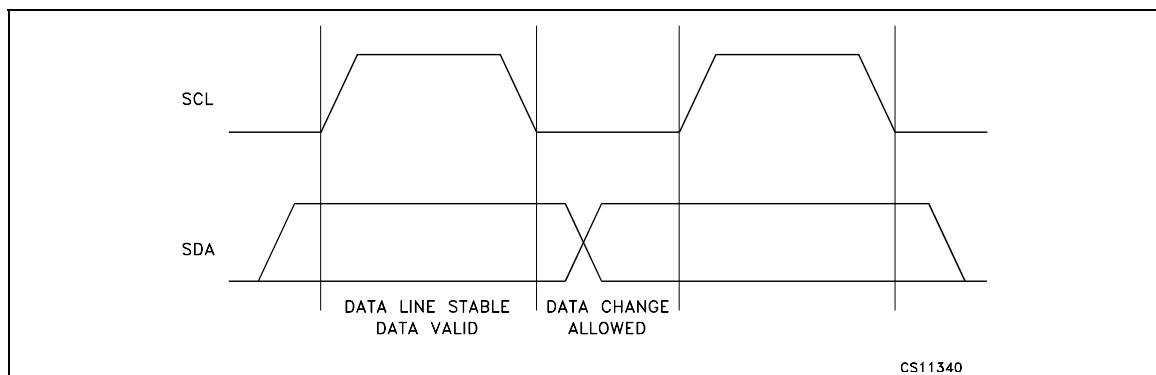 SCL
SDA
DATA LINE STABLE
DATA VALID
DATA CHANGE
ALLOWED
CS11340